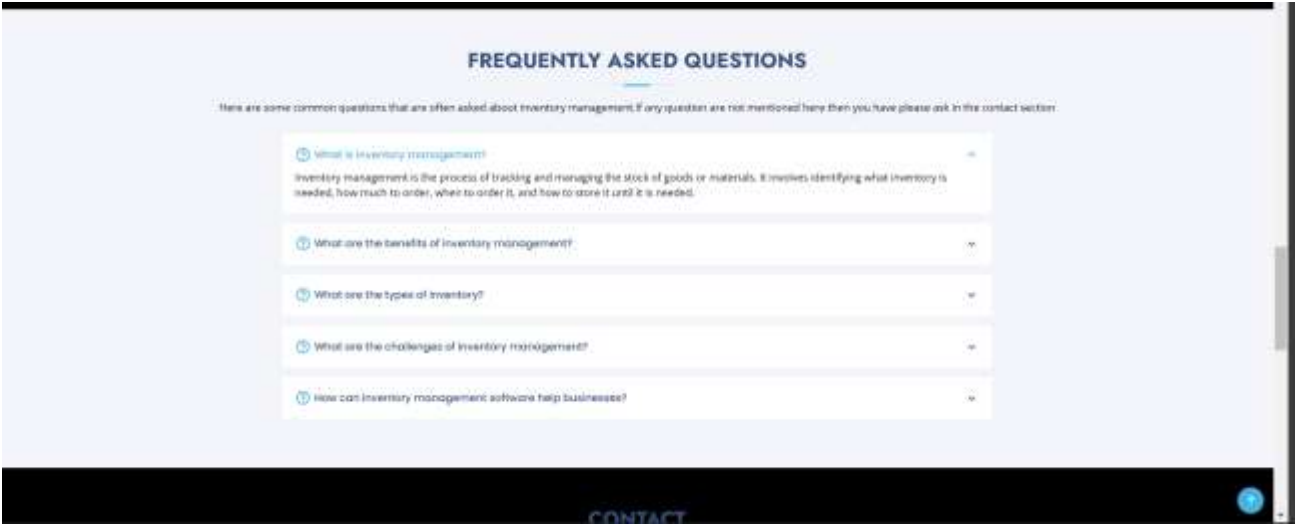 FREQUENTLY ASKED QUESTIONS
Here are some common questions that are often asked about inventory management.If any question are not mentioned here then you have please ask in the contact section
What is inventory management?
Inventory management is the process of tracking and managing the stock of goods or materials. It involves identifying what inventory is
needed, how much to order, when to order it, and how to store it until it is needed.
What are the benefits of inventory management?
What are the types of inventory?
What are the challenges of inventory management?
How can inventory management software help businesses?
CONTACT